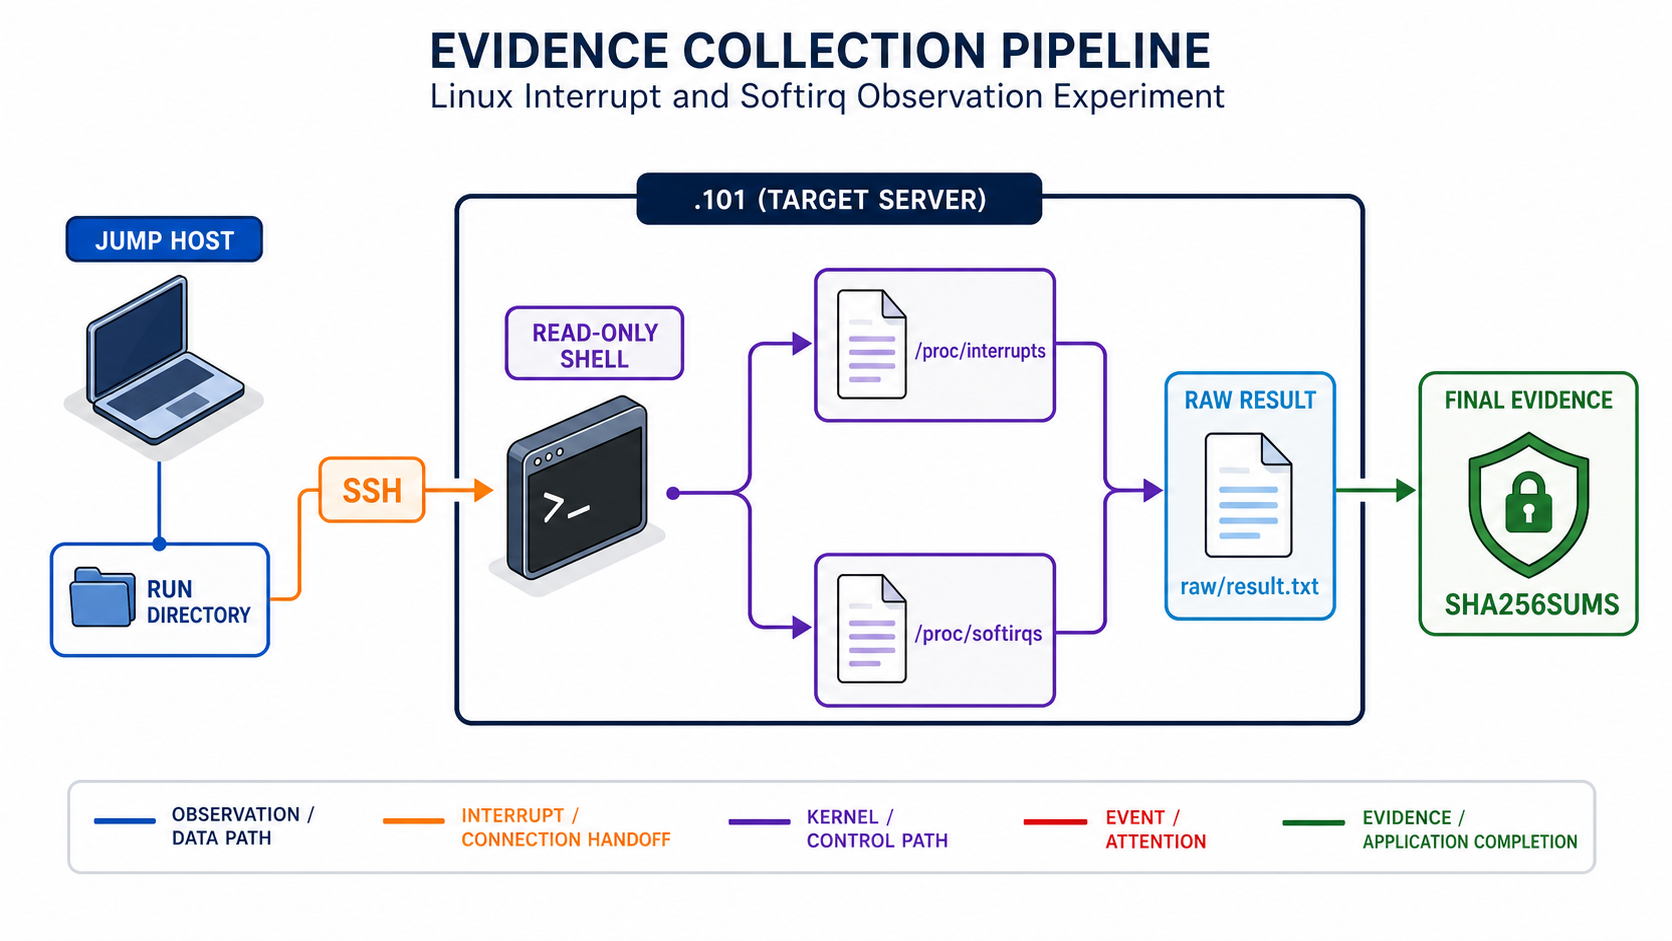 EVIDENCE COLLECTION PIPELINE
Linux Interrupt and Softirq Observation Experiment
.101 (TARGET SERVER)
JUMP HOST
READ-ONLY
SHELL
>_
/proc/interrupts
SSH
RAW RESULT
raw/result.txt
FINAL EVIDENCE
SHA256SUMS
RUN
DIRECTORY
/proc/softirqs
OBSERVATION /
DATA PATH
INTERRUPT /
CONNECTION HANDOFF
KERNEL /
CONTROL PATH
EVENT /
ATTENTION
EVIDENCE /
APPLICATION COMPLETION